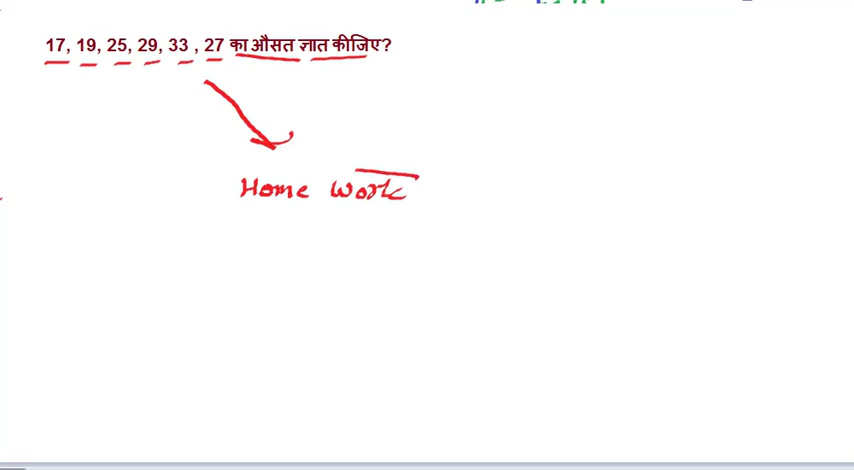 17, 19, 25, 29, 33 , 27 का औसत ज्ञात कीजिए?
Home Work